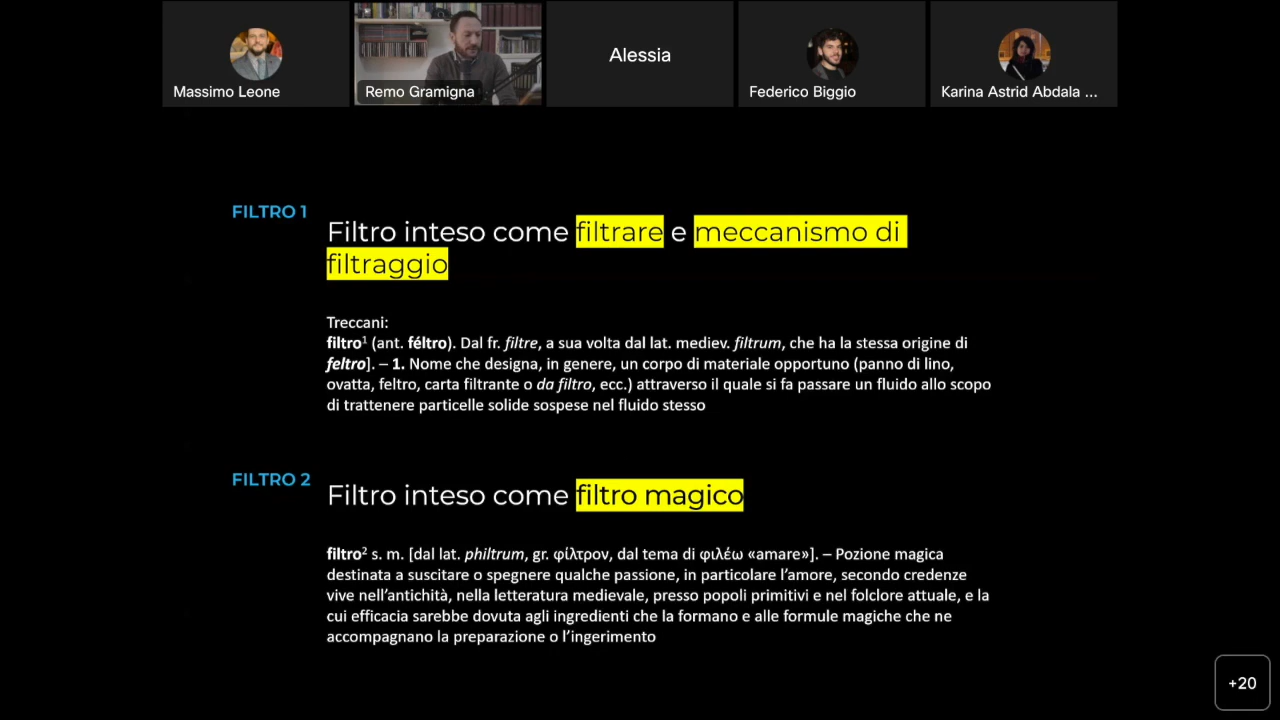 Massimo Leone
Remo Gramigna
Alessia
Federico Biggio
Karina Astrid Abdala ...
FILTRO 1
Filtro inteso come filtrare e meccanismo di
filtraggio
Treccani:
filtro¹ (ant. féltro). Dal fr. filtre, a sua volta dal lat. mediev. filtrum, che ha la stessa origine di
feltro]. – 1. Nome che designa, in genere, un corpo di materiale opportuno (panno di lino,
ovatta, feltro, carta filtrante o da filtro, ecc.) attraverso il quale si fa passare un fluido allo scopo
di trattenere particelle solide sospese nel fluido stesso
FILTRO 2
Filtro inteso come filtro magico
filtro² s. m. [dal lat. philtrum, gr. φίλτρον, dal tema di φιλέω «amare»]. – Pozione magica
destinata a suscitare o spegnere qualche passione, in particolare l’amore, secondo credenze
vive nell’antichità, nella letteratura medievale, presso popoli primitivi e nel folclore attuale, e la
cui efficacia sarebbe dovuta agli ingredienti che la formano e alle formule magiche che ne
accompagnano la preparazione o l’ingerimento
+20